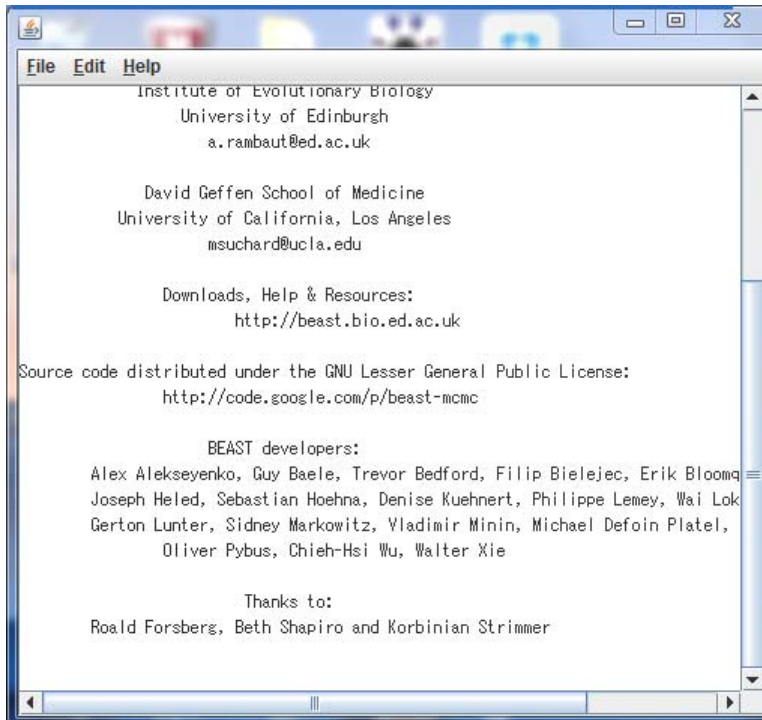 File Edit Help
Institute of Evolutionary Biology
University of Edinburgh
a.rambaut@ed.ac.uk
David Geffen School of Medicine
University of California, Los Angeles
msuchard@ucla.edu
Downloads, Help & Resources:
http://beast.bio.ed.ac.uk
Source code distributed under the GNU Lesser General Public License:
http://code.google.com/p/beast-mcmc
BEAST developers:
Alex Alekseyenko, Guy Baele, Trevor Bedford, Filip Bielejec, Erik Bloomq
Joseph Heled, Sebastian Hoehna, Denise Kuehnert, Philippe Lemey, Wai Lok
Gerton Lunter, Sidney Markowitz, Vladimir Minin, Michael Defoin Platel,
Oliver Pybus, Chieh-Hsi Wu, Walter Xie
Thanks to:
Roald Forsberg, Beth Shapiro and Korbinian Strimmer